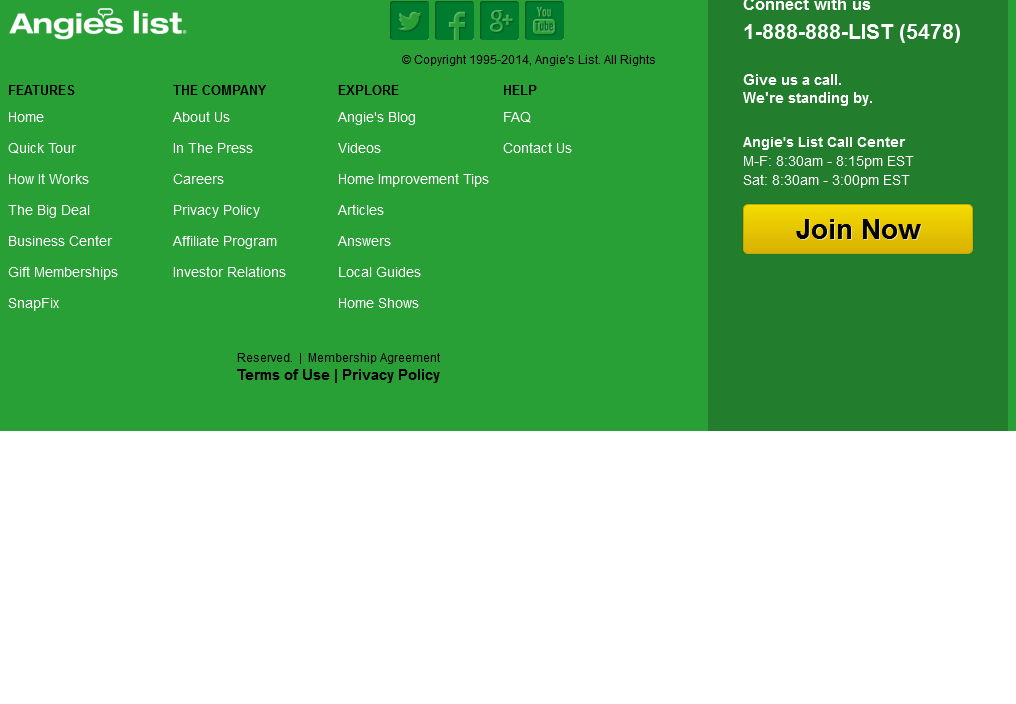 Angie's list
You
Tube
© Copyright 1995-2014, Angie's List. All Rights
FEATURES
Home
Quick Tour
How It Works
The Big Deal
Business Center
Gift Memberships
SnapFix
THE COMPANY
About Us
In The Press
Careers
Privacy Policy
Affiliate Program
Investor Relations
EXPLORE
Angie's Blog
Videos
Home Improvement Tips
Articles
Answers
Local Guides
Home Shows
HELP
FAQ
Contact Us
Reserved. | Membership Agreement
Terms of Use | Privacy Policy
Connect with us
1-888-888-LIST (5478)
Give us a call.
We're standing by.
Angie's List Call Center
M-F: 8:30am - 8:15pm EST
Sat: 8:30am - 3:00pm EST
Join Now